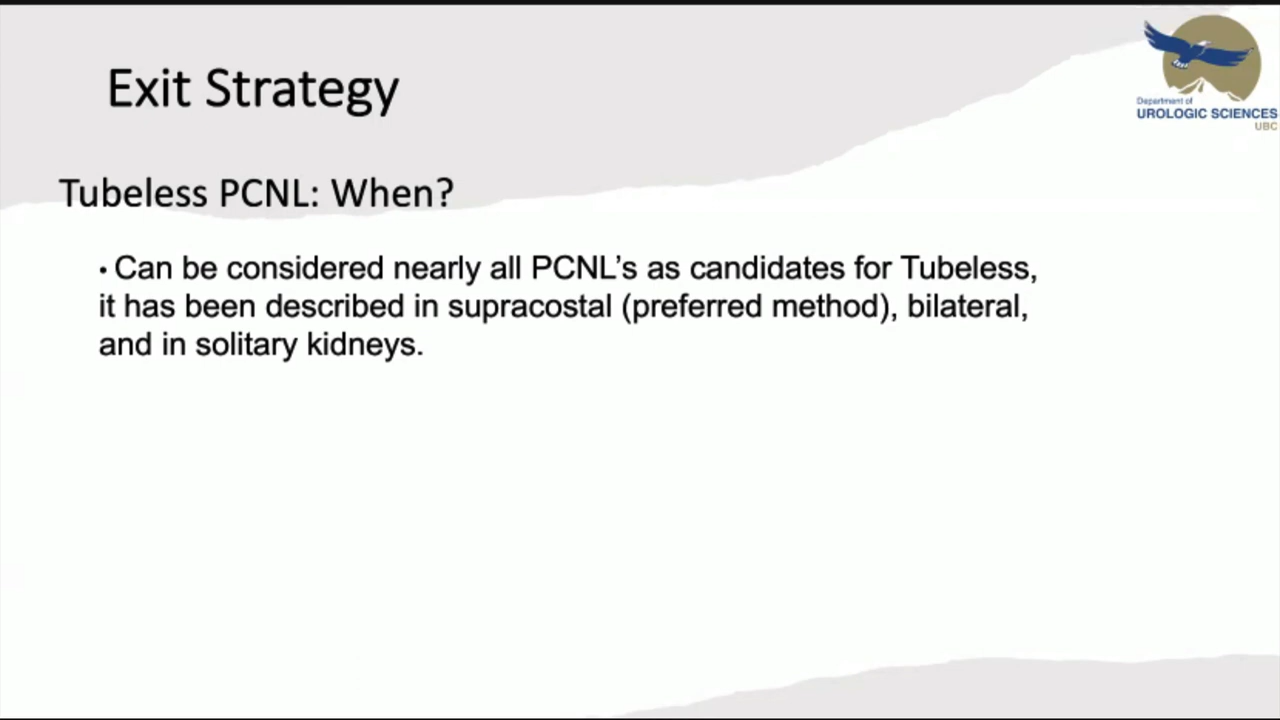 Department of
UROLOGIC SCIENCES
UBC
Exit Strategy
Tubeless PCNL: When?
• Can be considered nearly all PCNL’s as candidates for Tubeless,
it has been described in supracostal (preferred method), bilateral,
and in solitary kidneys.